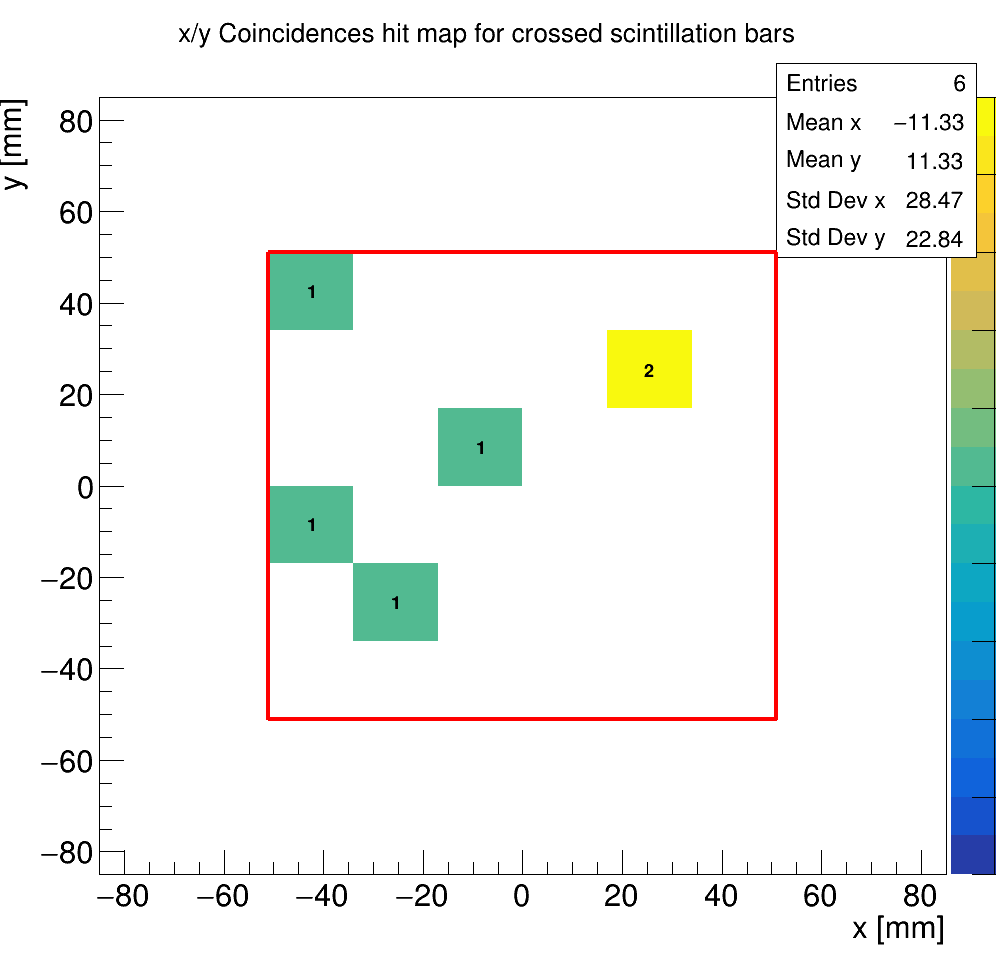 x/y Coincidences hit map for crossed scintillation bars
Entries 6
Mean x −11.33
Mean y 11.33
Std Dev x 28.47
Std Dev y 22.84
y [mm]
80
60
40
20
0
−20
−40
−60
−80
1
2
1
1
1
−80 −60 −40 −20 0 20 40 60 80
x [mm]